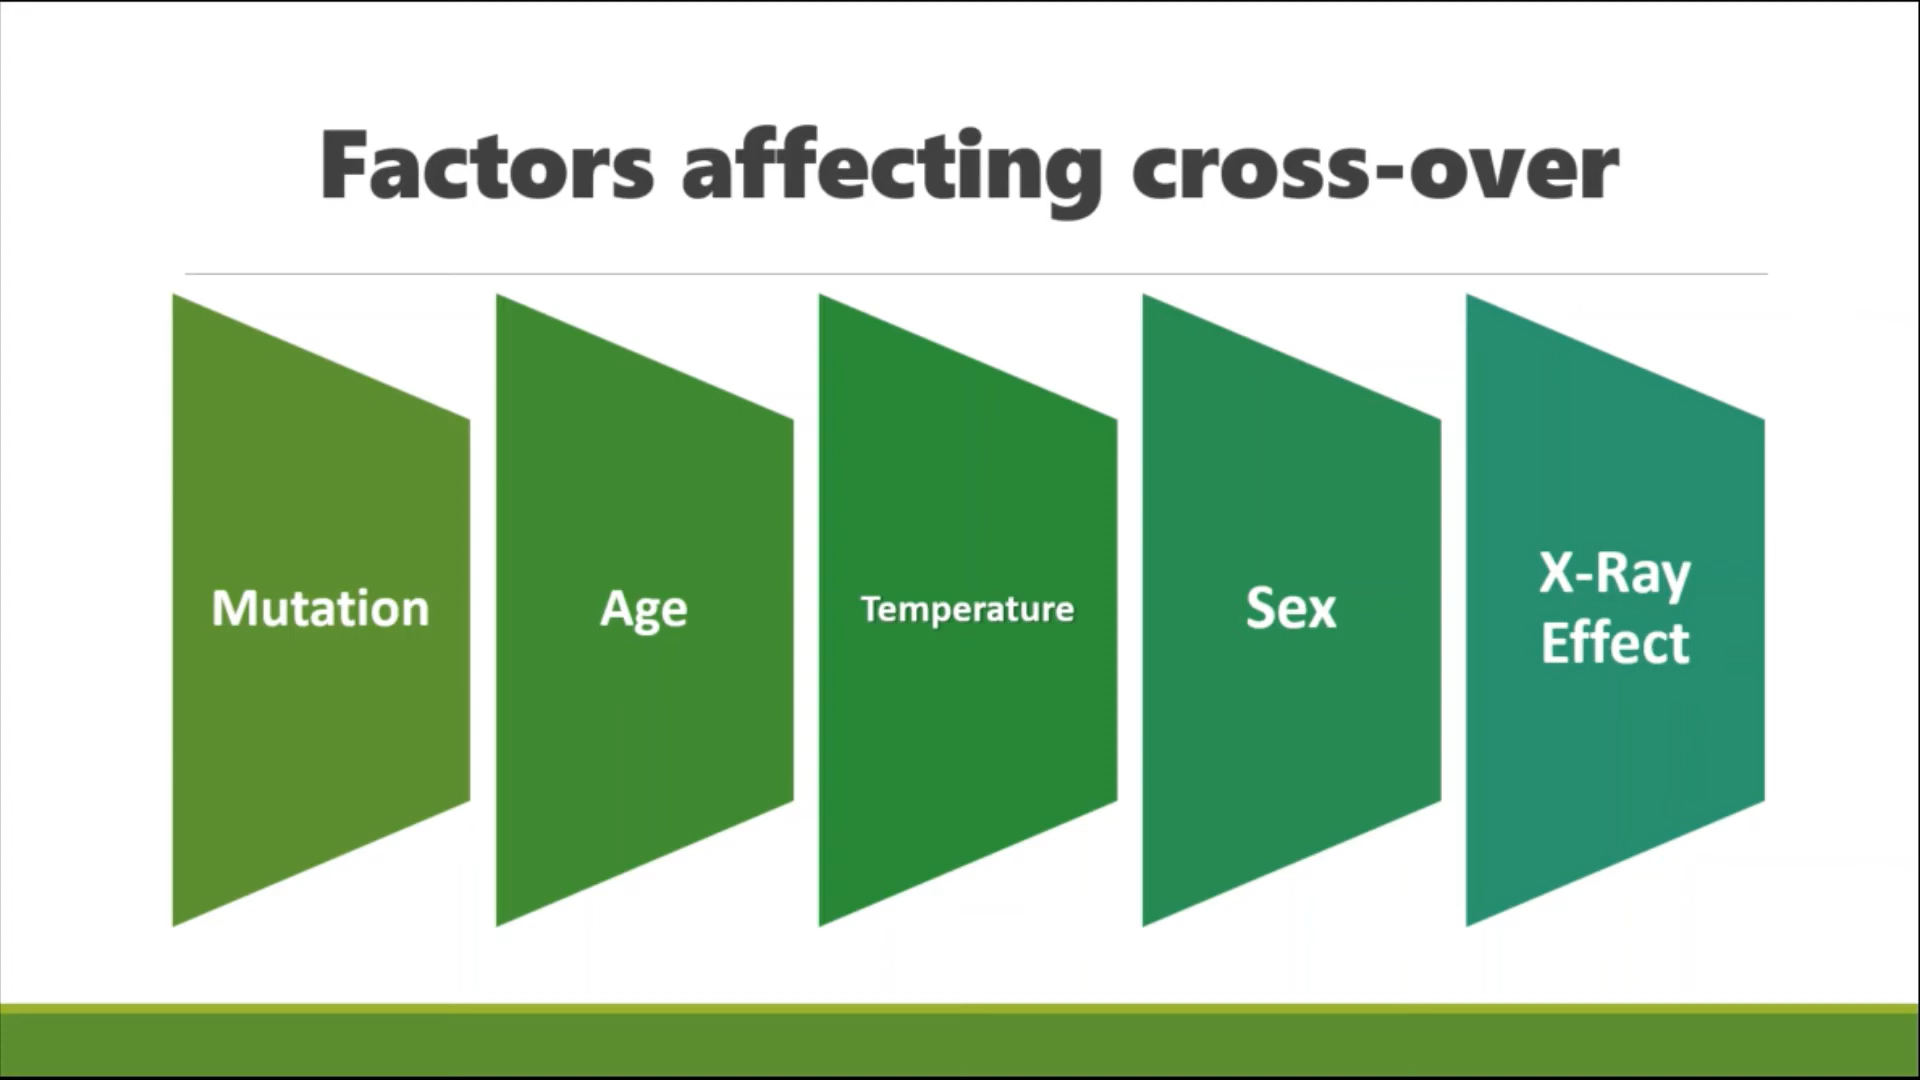 Factors affecting cross-over
Mutation
Age
Temperature
Sex
X-Ray
Effect